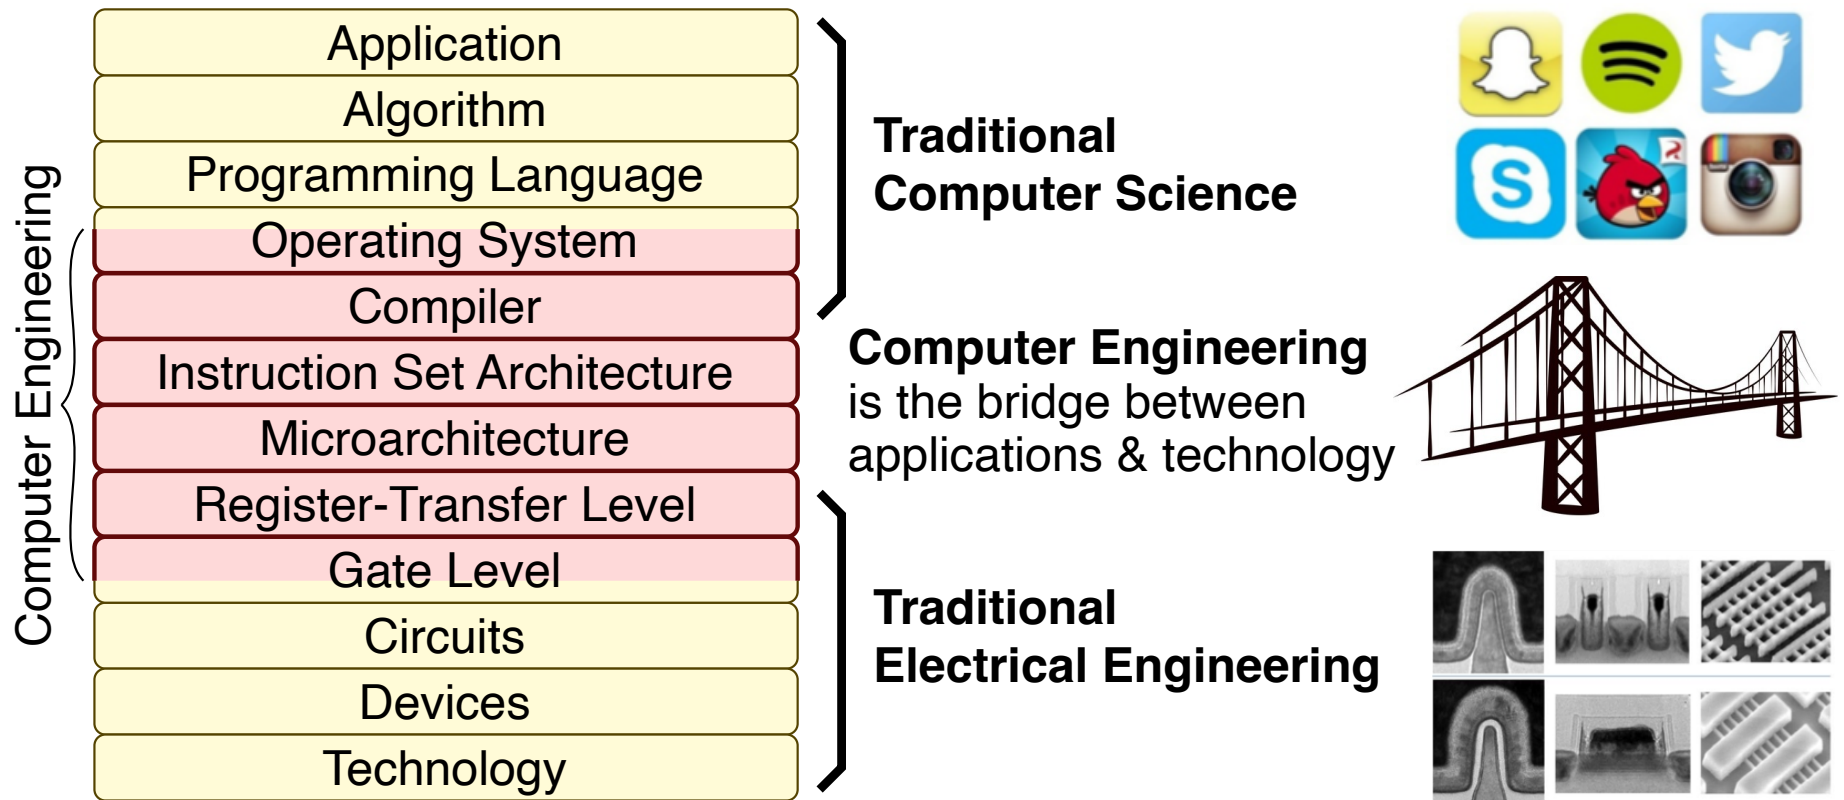 Application
Algorithm
Programming Language
Operating System
Compiler
Instruction Set Architecture
Microarchitecture
Register-Transfer Level
Gate Level
Circuits
Devices
Technology
Computer Engineering
Traditional
Computer Science
Computer Engineering
is the bridge between
applications & technology
Traditional
Electrical Engineering
S